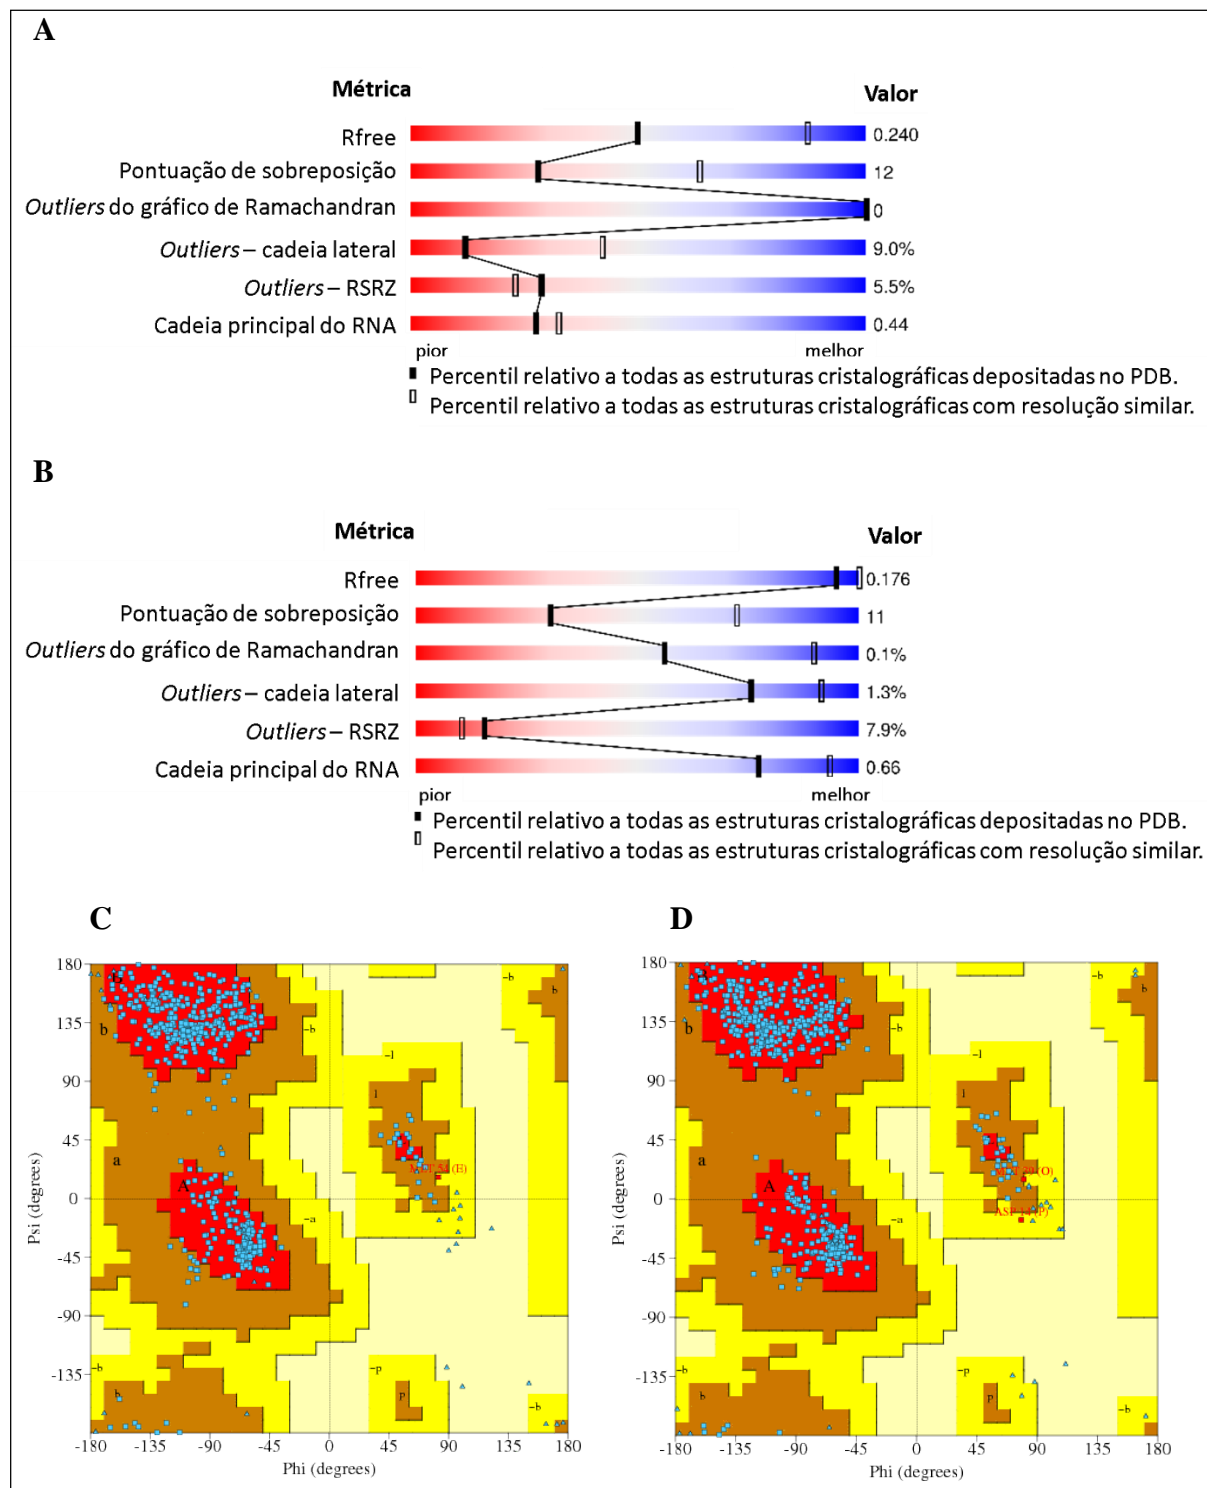 A
Métrica Valor
Rfree 0.240
Pontuação de sobreposição 12
Outliers do gráfico de Ramachandran 0
Outliers – cadeia lateral 9.0%
Outliers – RSRZ 5.5%
Cadeia principal do RNA 0.44
pior melhor
Percentil relativo a todas as estruturas cristalográficas depositadas no PDB.
Percentil relativo a todas as estruturas cristalográficas com resolução similar.
B
Métrica Valor
Rfree 0.176
Pontuação de sobreposição 11
Outliers do gráfico de Ramachandran 0.1%
Outliers – cadeia lateral 1.3%
Outliers – RSRZ 7.9%
Cadeia principal do RNA 0.66
pior melhor
Percentil relativo a todas as estruturas cristalográficas depositadas no PDB.
Percentil relativo a todas as estruturas cristalográficas com resolução similar.
C
180
135
90
45
0
-45
-90
-135
-180 -135 -90 -45 0 45 90 135 180
Psi (degrees)
Phi (degrees)
b
~b
~b
b
~l
l
a
A
~a
~b
b
~p
p
~b
D
180
135
90
45
0
-45
-90
-135
-180 -135 -90 -45 0 45 90 135 180
Psi (degrees)
Phi (degrees)
b
~b
~b
b
~l
l
a
A
~a
~b
b
~p
p
~b